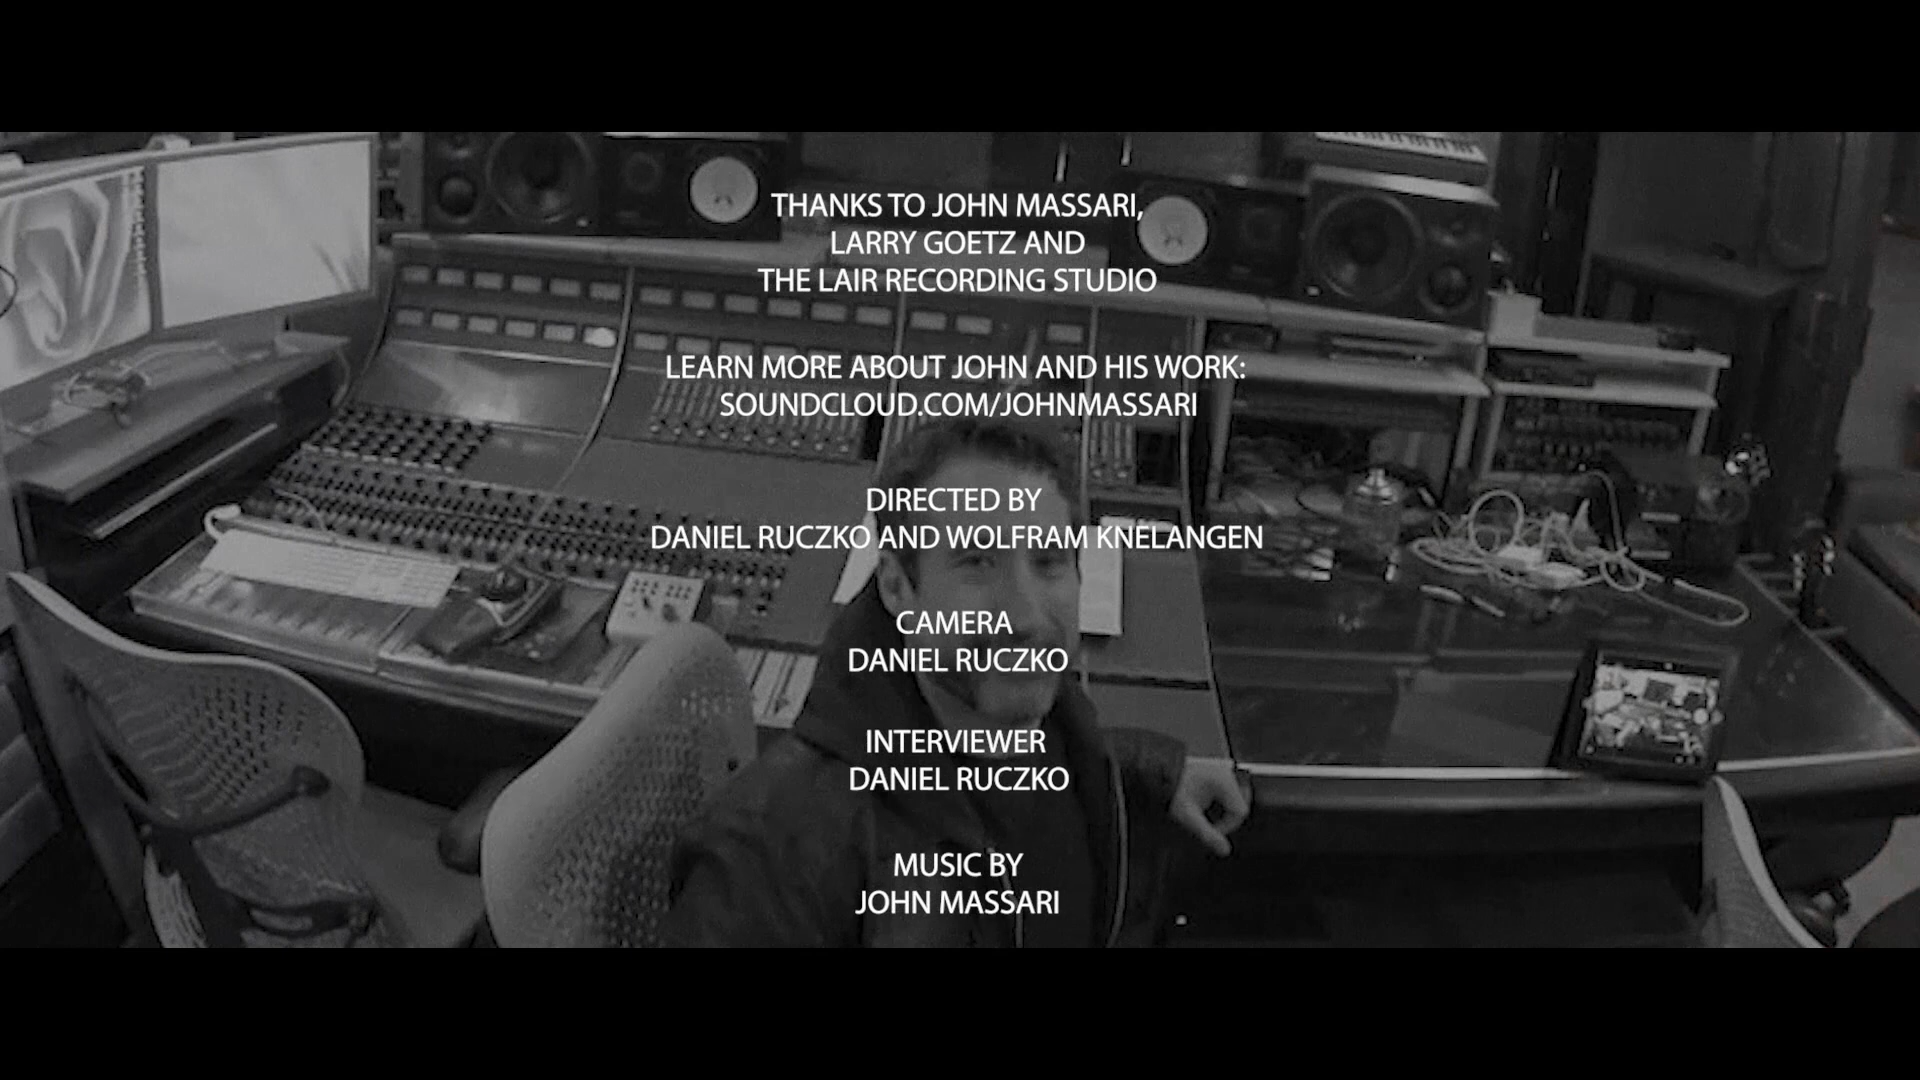 THANKS TO JOHN MASSARI,
LARRY GOETZ AND
THE LAIR RECORDING STUDIO
LEARN MORE ABOUT JOHN AND HIS WORK:
SOUNDCLOUD.COM/JOHNMASSARI
DIRECTED BY
DANIEL RUCZKO AND WOLFRAM KNELANGEN
CAMERA
DANIEL RUCZKO
INTERVIEWER
DANIEL RUCZKO
MUSIC BY
JOHN MASSARI